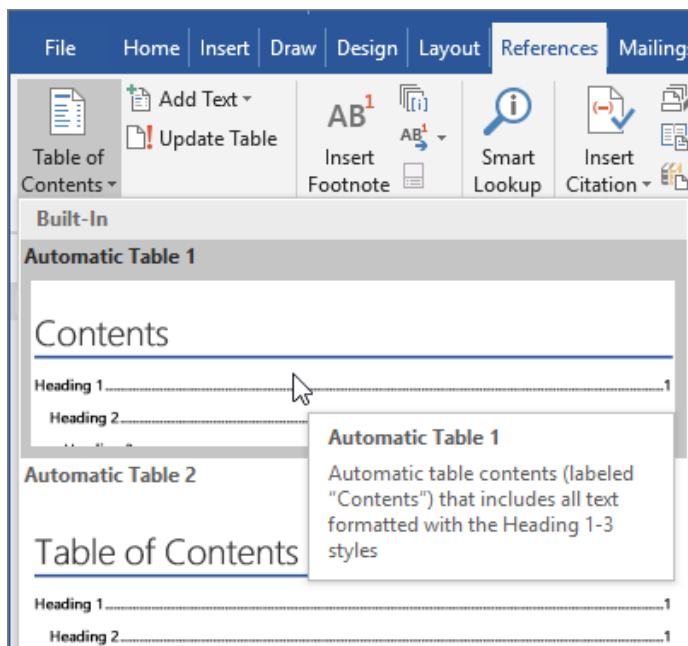 File Home Insert Draw Design Layout References Mailing
Add Text
Update Table
Table of
Contents
AB1
AB1
[i]
Insert
Footnote
Smart
Lookup
Insert
Citation
Built-In
Automatic Table 1
Contents
Heading 1 1
Heading 2
Automatic Table 1
Automatic table contents (labeled
“Contents”) that includes all text
formatted with the Heading 1-3
styles
Automatic Table 2
Table of Contents
Heading 1 1
Heading 2 1